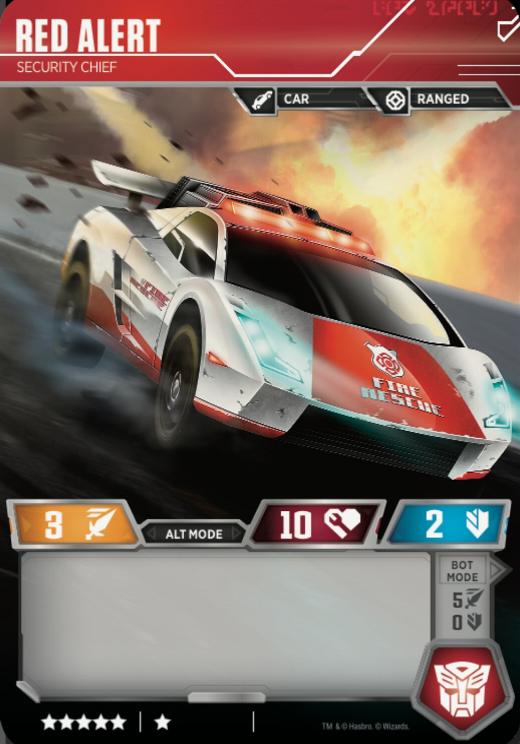 RED ALERT
SECURITY CHIEF
CAR
RANGED
FIRE
RESCUE
3
ALT MODE
10
2
BOT
MODE
5
0
TM & © Hasbro. © Wizards.